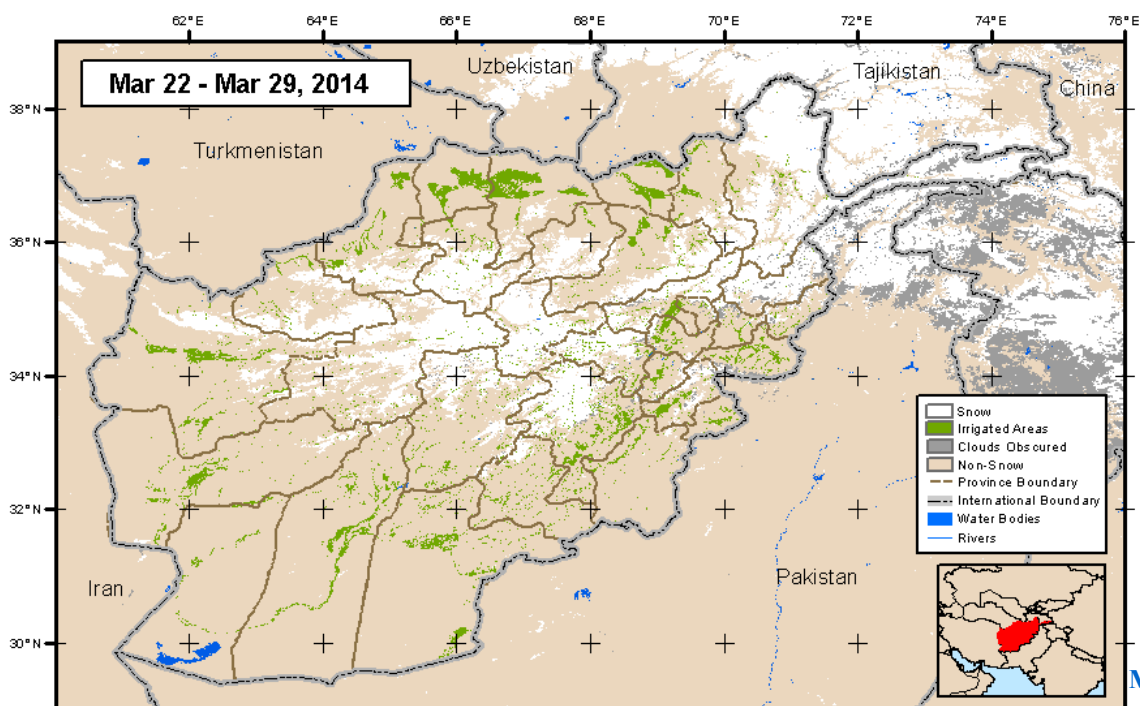 62°E 64°E 66°E 68°E 70°E 72°E 74°E 76°E
Mar 22 - Mar 29, 2014
Uzbekistan
Tajikistan
China
38°N
Turkmenistan
36°N
34°N
Snow
Irrigated Areas
Clouds Obscured
Non-Snow
Province Boundary
International Boundary
Water Bodies
Rivers
32°N
Iran
Pakistan
30°N
M